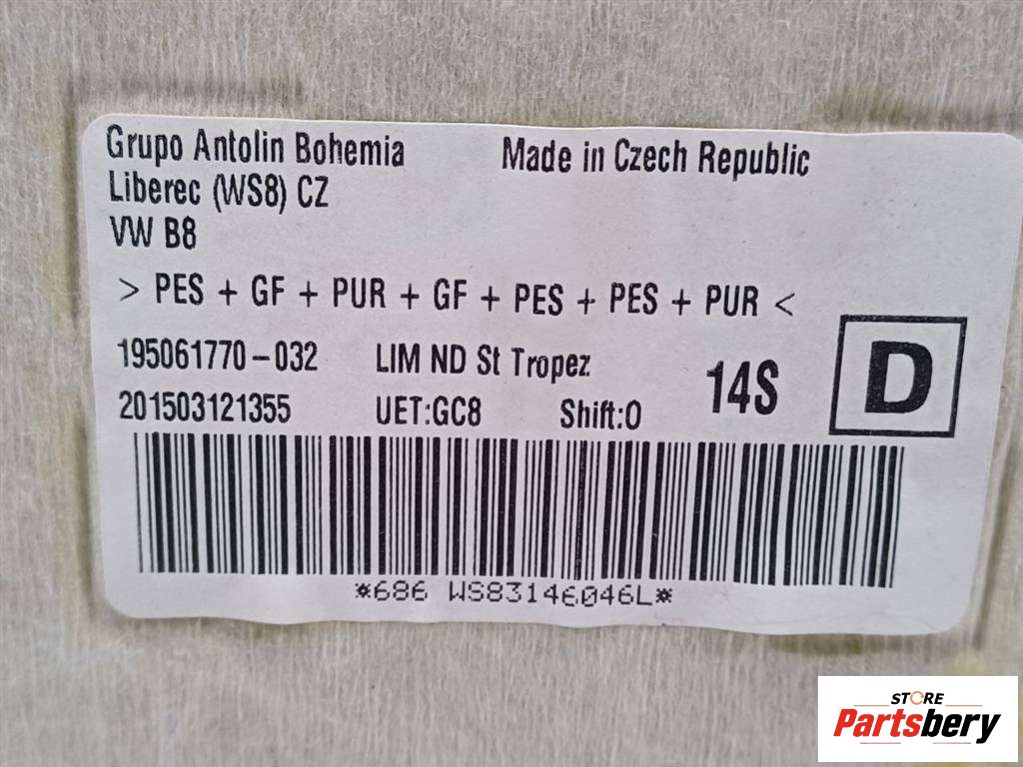 Grupo Antolin Bohemia Made in Czech Republic
Liberec (WS8) CZ
VW B8
> PES + GF + PUR + GF + PES + PES + PUR <
195061770-032 LIM ND St Tropez 14S D
201503121355 UET:GC8 Shift:0
*686 WS83146046L*
STORE
Partsbery